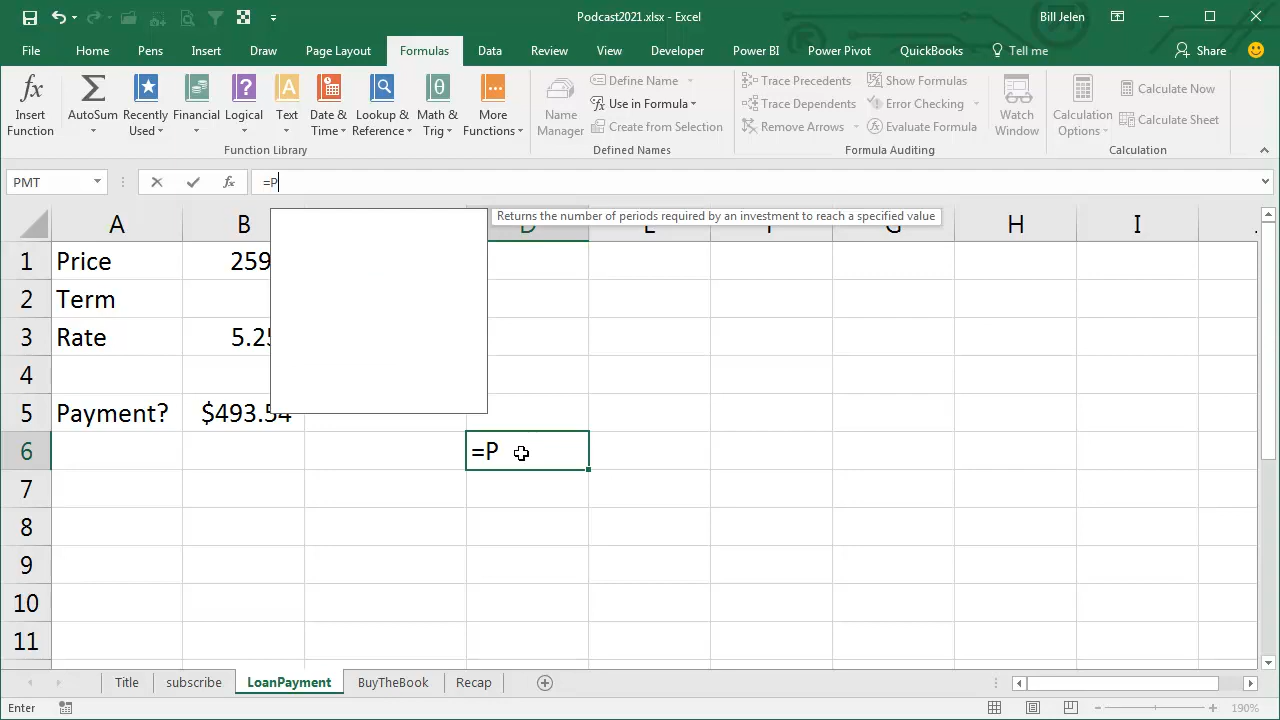 Podcast2021.xlsx - Excel
Bill Jelen
File Home Pens Insert Draw Page Layout Formulas Data Review View Developer Power BI Power Pivot QuickBooks Tell me Share
fx Insert Function
Σ AutoSum
Recently Used
Financial
? Logical
A Text
Date & Time
Lookup & Reference
θ Math & Trig
More Functions
Function Library
Name Manager
Define Name
Use in Formula
Create from Selection
Defined Names
Trace Precedents
Trace Dependents
Remove Arrows
Show Formulas
Error Checking
Evaluate Formula
Formula Auditing
Watch Window
Calculation Options
Calculate Now
Calculate Sheet
Calculation
PMT
fx
=P
Returns the number of periods required by an investment to reach a specified value
A B D E F G H I
1 Price 259
2 Term
3 Rate 5.25
4
5 Payment? $493.54
6 =P
7
8
9
10
11
Title subscribe LoanPayment BuyTheBook Recap
Enter
190%